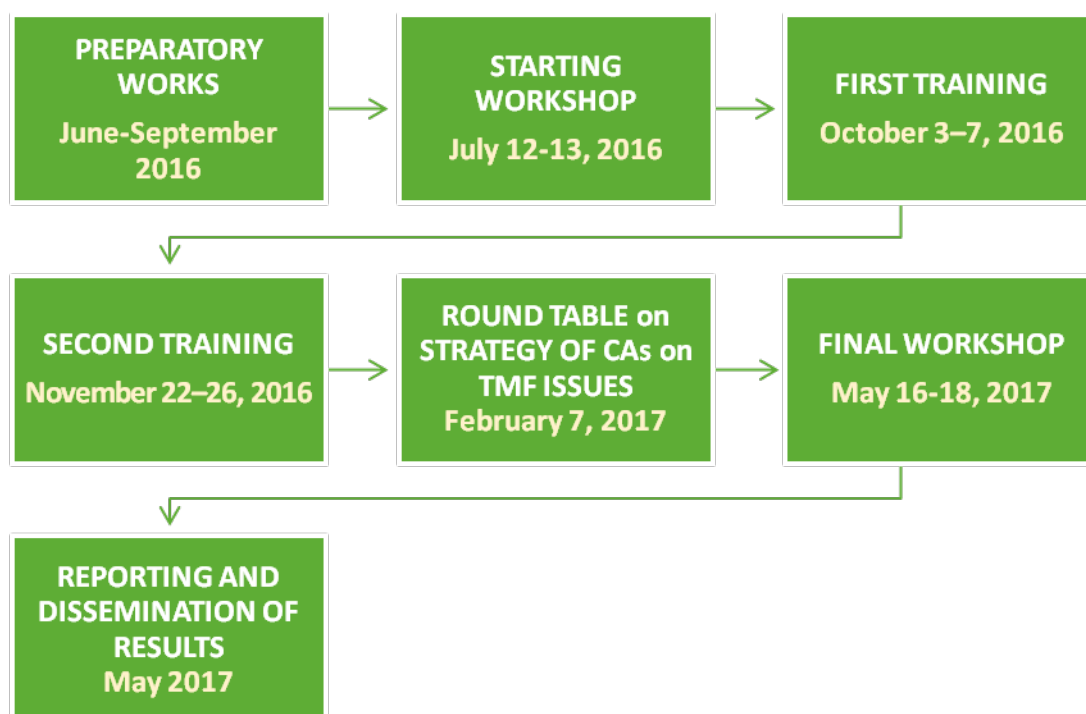 PREPARATORY
WORKS
June-September
2016
STARTING
WORKSHOP
July 12-13, 2016
FIRST TRAINING
October 3–7, 2016
SECOND TRAINING
November 22–26, 2016
ROUND TABLE on
STRATEGY OF CAs on
TMF ISSUES
February 7, 2017
FINAL WORKSHOP
May 16-18, 2017
REPORTING AND
DISSEMINATION OF
RESULTS
May 2017